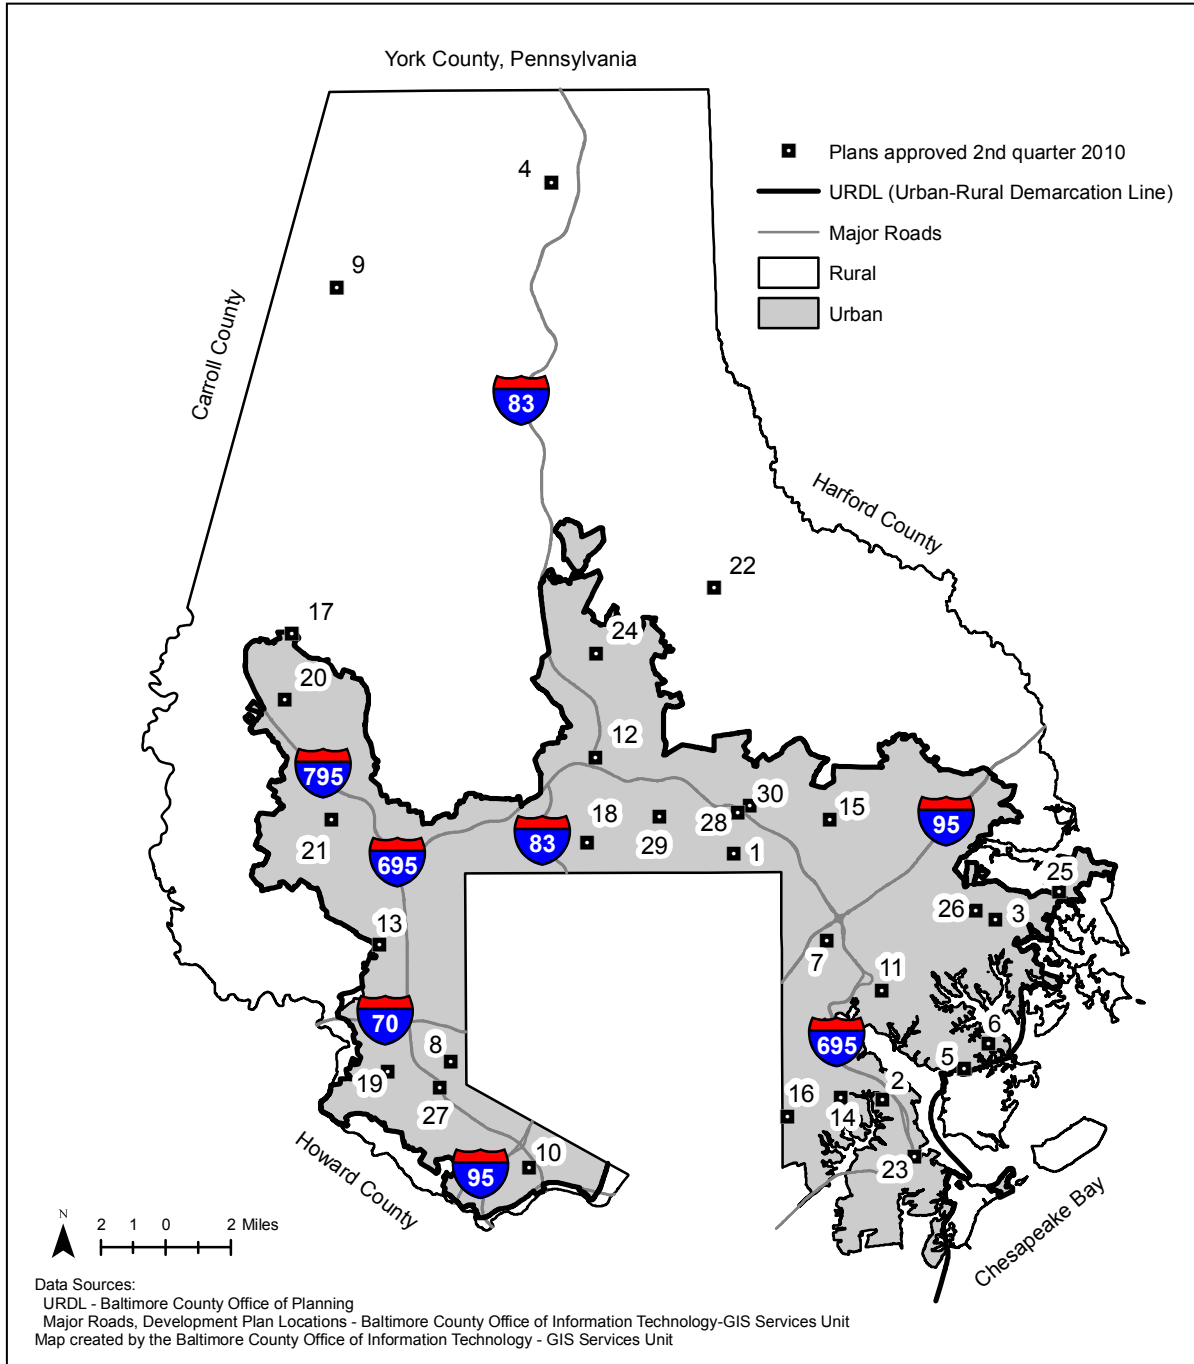 York County, Pennsylvania
4
Plans approved 2nd quarter 2010
URDL (Urban-Rural Demarcation Line)
Major Roads
9
Rural
Urban
Carroll County
83
Harford County
22
17
24
20
12
795
30
18
28
15
95
83
29
21
1
695
25
26
3
13
7
11
70
6
695
8
5
19
2
16
14
27
Howard County
10
23
95
Chesapeake Bay
N
2 1 0 2 Miles
Data Sources:
URDL - Baltimore County Office of Planning
Major Roads, Development Plan Locations - Baltimore County Office of Information Technology-GIS Services Unit
Map created by the Baltimore County Office of Information Technology - GIS Services Unit